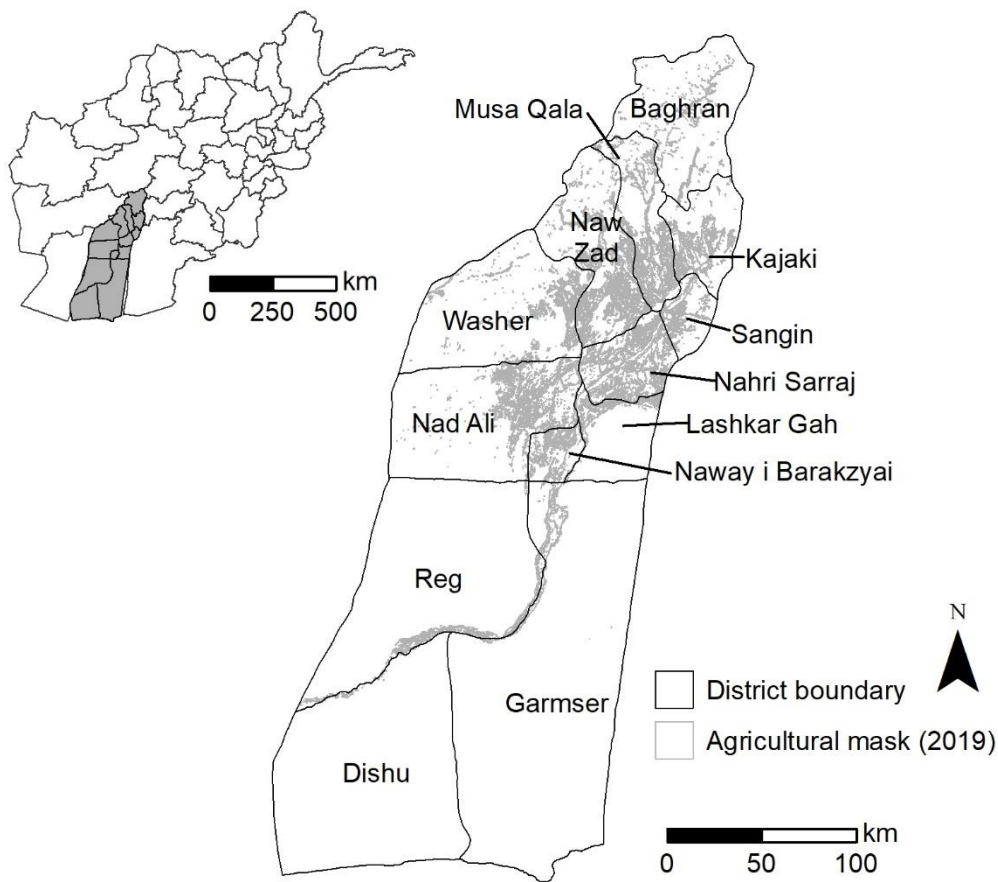 Baghran
Musa Qala
Naw
Zad
Kajaki
km
0 250 500
Washer
Sangin
Nahri Sarraj
Nad Ali
Lashkar Gah
Naway i Barakzyai
Reg
N
District boundary
Garmser
Agricultural mask (2019)
Dishu
km
0 50 100